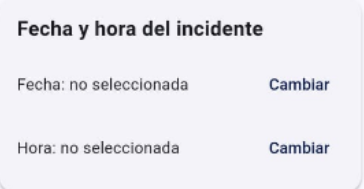 Fecha y hora del incidente
Fecha: no seleccionada Cambiar
Hora: no seleccionada Cambiar